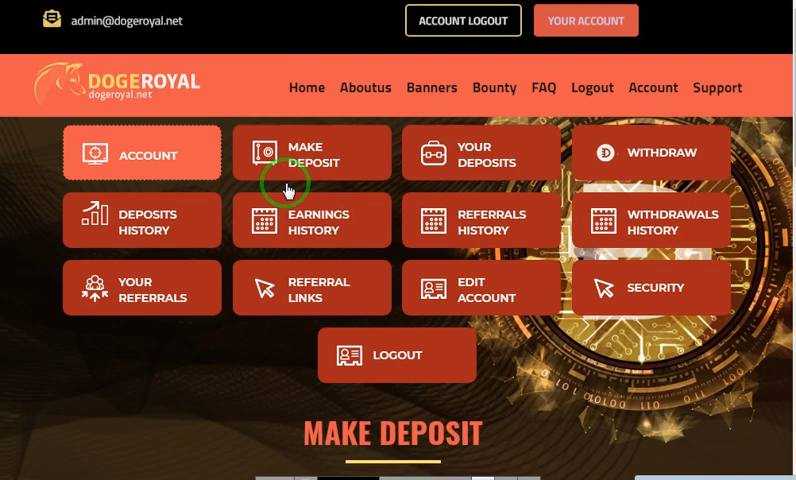 admin@dogeroyal.net
ACCOUNT LOGOUT
YOUR ACCOUNT
DOGEROYAL
dogeroyal.net
Home Aboutus Banners Bounty FAQ Logout Account Support
ACCOUNT
MAKE
DEPOSIT
YOUR
DEPOSITS
WITHDRAW
DEPOSITS
HISTORY
EARNINGS
HISTORY
REFERRALS
HISTORY
WITHDRAWALS
HISTORY
YOUR
REFERRALS
REFERRAL
LINKS
EDIT
ACCOUNT
SECURITY
LOGOUT
MAKE DEPOSIT